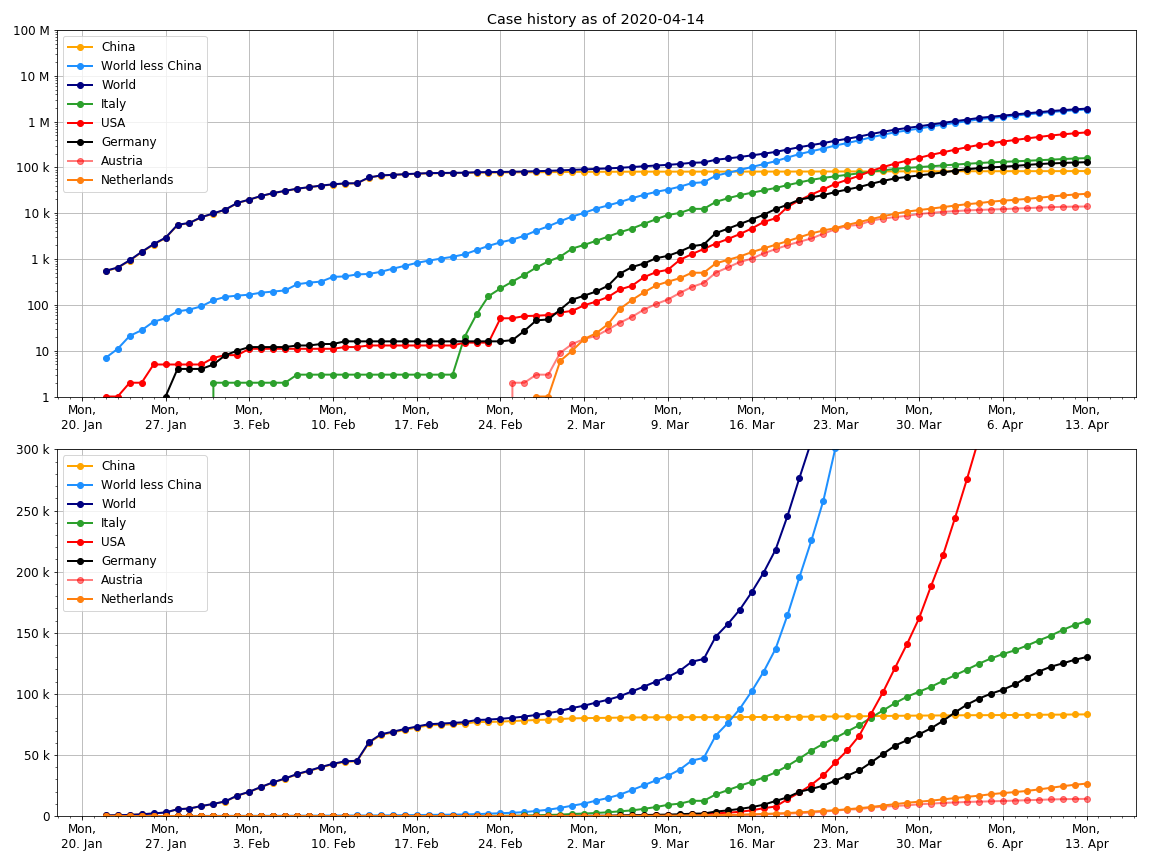 Case history as of 2020-04-14
100 M
10 M
1 M
100 k
10 k
1 k
100
10
1
China
World less China
World
Italy
USA
Germany
Austria
Netherlands
Mon, Mon, Mon, Mon, Mon, Mon, Mon, Mon, Mon, Mon, Mon, Mon, Mon,
20. Jan 27. Jan 3. Feb 10. Feb 17. Feb 24. Feb 2. Mar 9. Mar 16. Mar 23. Mar 30. Mar 6. Apr 13. Apr
300 k
250 k
200 k
150 k
100 k
50 k
0
China
World less China
World
Italy
USA
Germany
Austria
Netherlands
Mon, Mon, Mon, Mon, Mon, Mon, Mon, Mon, Mon, Mon, Mon, Mon, Mon,
20. Jan 27. Jan 3. Feb 10. Feb 17. Feb 24. Feb 2. Mar 9. Mar 16. Mar 23. Mar 30. Mar 6. Apr 13. Apr